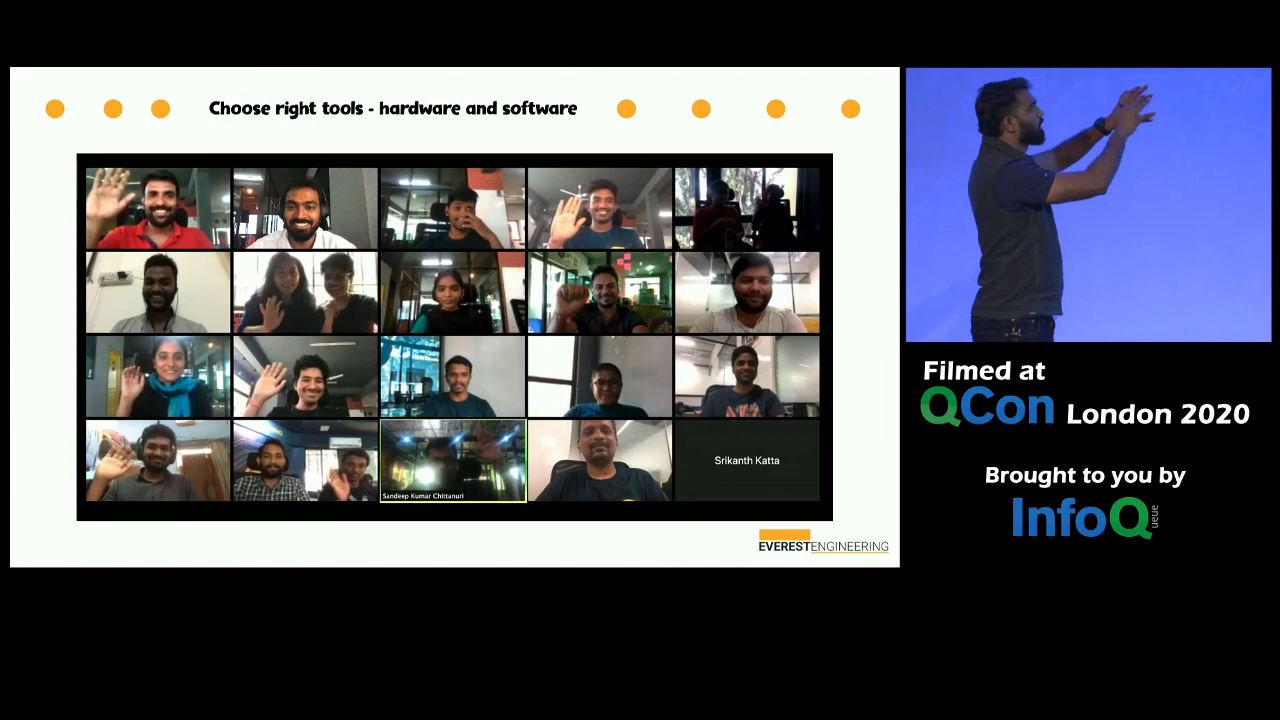 Choose right tools - hardware and software
Srikanth Katta
Sandeep Kumar Chittanuri
EVERESTENGINEERING
Filmed at
QCon London 2020
Brought to you by
InfoQ
queue